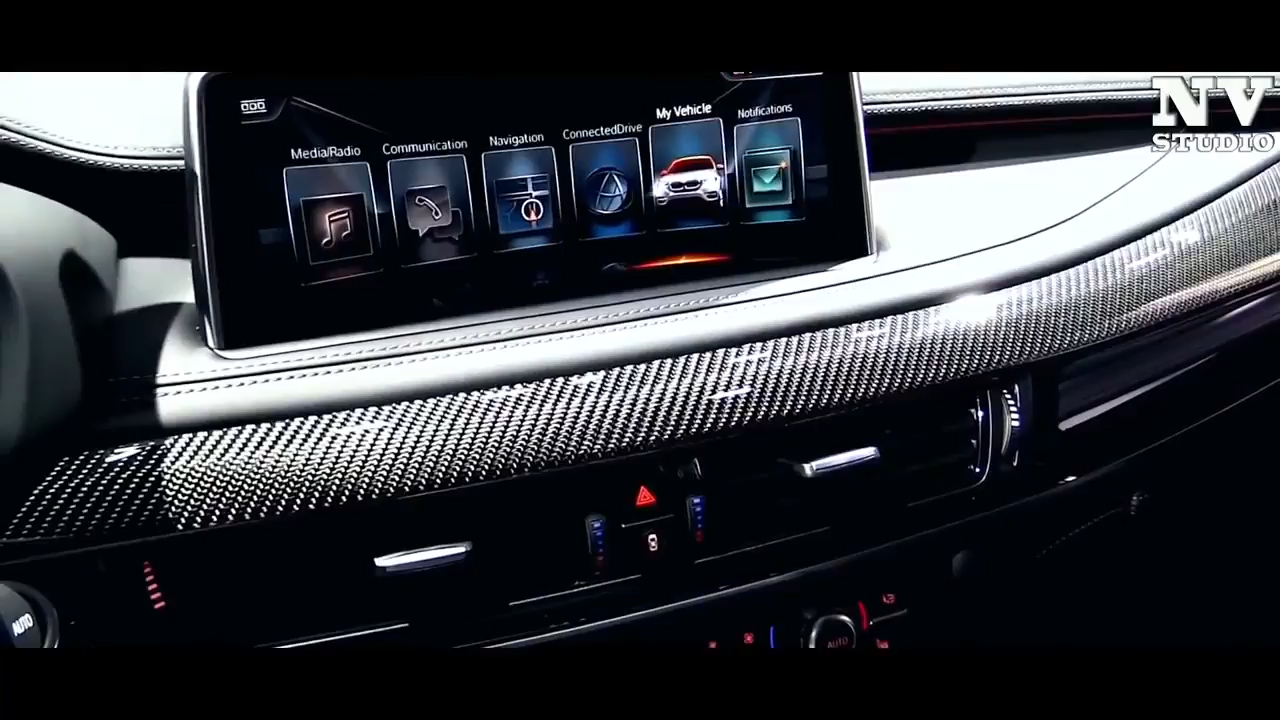 NV
STUDIO
Media/Radio
Communication
Navigation
ConnectedDrive
My Vehicle
Notifications
AUTO
AUTO